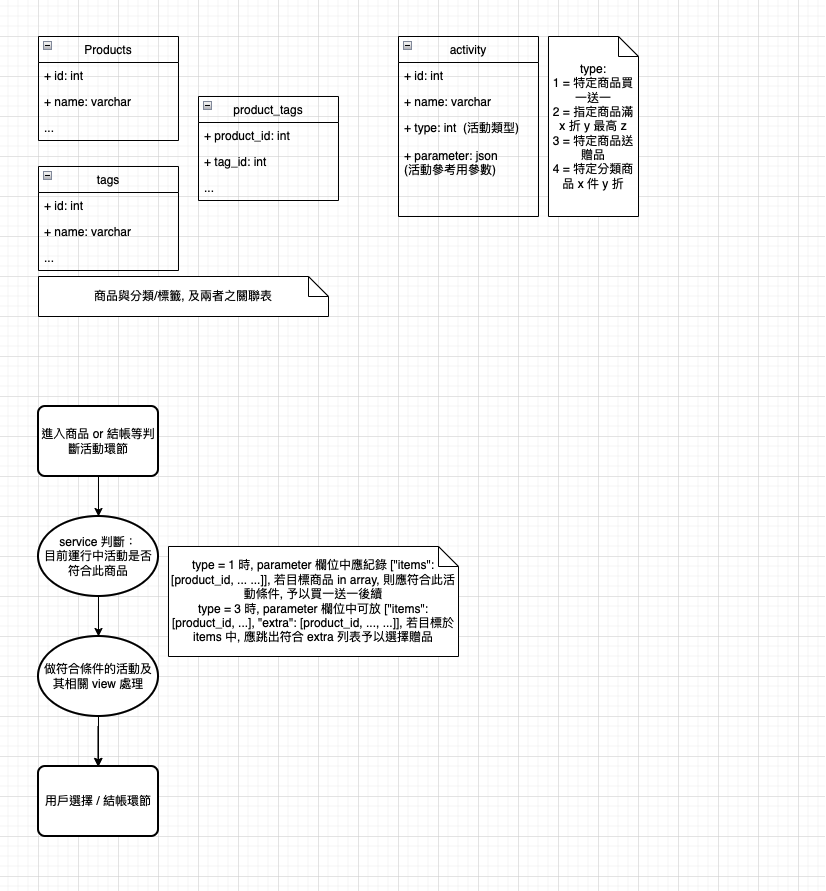 Products
+ id: int
+ name: varchar
...
product_tags
+ product_id: int
+ tag_id: int
...
tags
+ id: int
+ name: varchar
...
商品與分類/標籤, 及兩者之關聯表
activity
+ id: int
+ name: varchar
+ type: int  (活動類型)
+ parameter: json
(活動參考用參數)
type:
1 = 特定商品買
一送一
2 = 指定商品滿
x 折 y 最高 z
3 = 特定商品送
贈品
4 = 特定分類商
品 x 件 y 折
進入商品 or 結帳等判
斷活動環節
service 判斷：
目前運行中活動是否
符合此商品
type = 1 時, parameter 欄位中應紀錄 ["items":
[product_id, ... ...]], 若目標商品 in array, 則應符合此活
動條件, 予以買一送一後續
type = 3 時, parameter 欄位中可放 ["items":
[product_id, ...], "extra": [product_id, ..., ...]], 若目標於
items 中, 應跳出符合 extra 列表予以選擇贈品
做符合條件的活動及
其相關 view 處理
用戶選擇 / 結帳環節